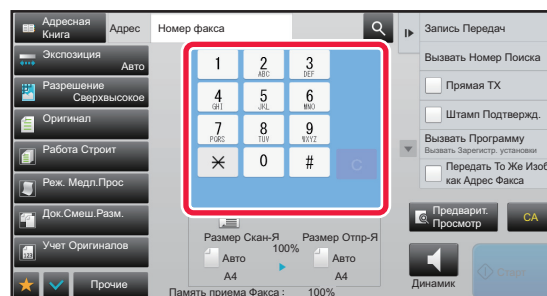 Адресная
Книга
Адрес
Номер факса
Запись Передач
Экспозиция
Авто
Вызвать Номер Поиска
Разрешение
Сверхвысокое
Прямая TX
Оригинал
Штамп Подтвержд.
Работа Строит
Вызвать Программу
Вызвать Зарегистр. установки
Реж. Медл.Прос
Передать То Же Изоб
как Адрес Факса
Док.Смеш.Разм.
Учет Оригиналов
Прочие
1
2
ABC
3
DEF
4
GHI
5
JKL
6
MNO
7
PQRS
8
TUV
9
WXYZ
0
#
C
Размер Скан-Я
100%
Размер Отпр-Я
Авто
A4
Авто
A4
Память приема Факса :
100%
Предварит.
Просмотр
CA
Динамик
Старт